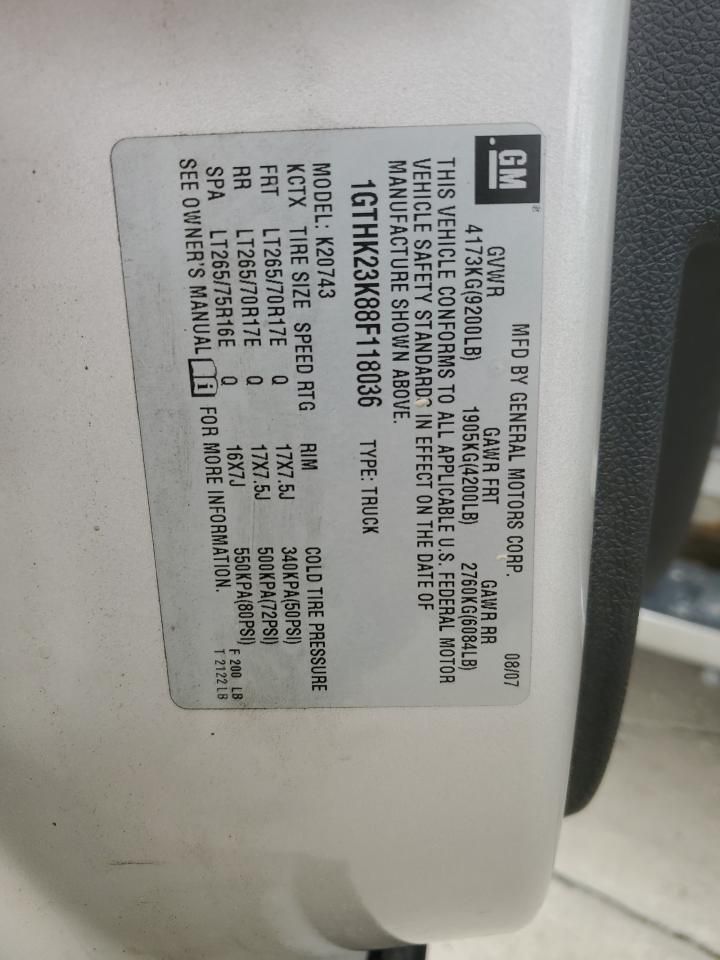 GM
MFD BY GENERAL MOTORS CORP. 08/07
GVWR GAWR FRT GAWR RR
4173KG(9200LB) 1905KG(4200LB) 2760KG(6084LB)
THIS VEHICLE CONFORMS TO ALL APPLICABLE U.S. FEDERAL MOTOR
VEHICLE SAFETY STANDARDS IN EFFECT ON THE DATE OF
MANUFACTURE SHOWN ABOVE.
1GTHK23K88F118036 TYPE: TRUCK
MODEL: K20743
KCTX TIRE SIZE SPEED RTG RIM COLD TIRE PRESSURE
FRT LT265/70R17E Q 17X7.5J 340KPA(50PSI)
RR LT265/70R17E Q 17X7.5J 500KPA(72PSI)
SPA LT265/75R16E Q 16X7J 550KPA(80PSI) F 200 LB
SEE OWNER'S MANUAL i FOR MORE INFORMATION. T 2122 LB